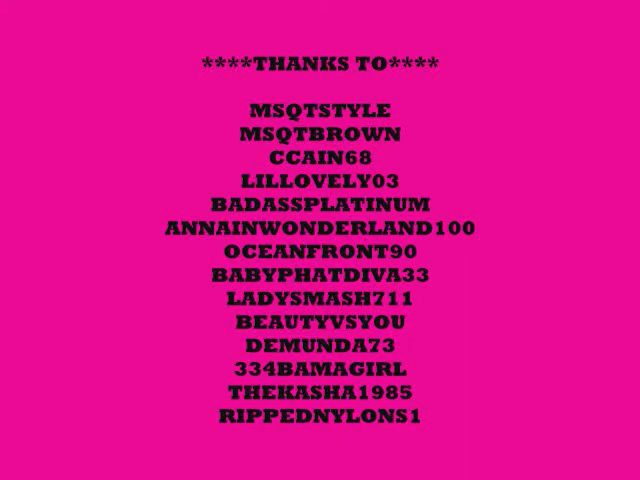 ****THANKS TO****
MSQTSTYLE
MSQTBROWN
CCAIN68
LILLOVELY03
BADASSPLATINUM
ANNAINWONDERLAND100
OCEANFRONT90
BABYPHATDIVA33
LADYSMASH711
BEAUTYVSYOU
DEMUNDA73
334BAMAGIRL
THEKASHA1985
RIPPEDNYLONS1